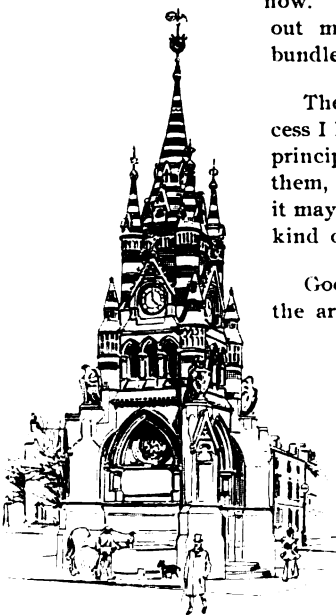 now.
out m
bundle
The
cess I
princip
them,
it may
kind o
Goo
the ar